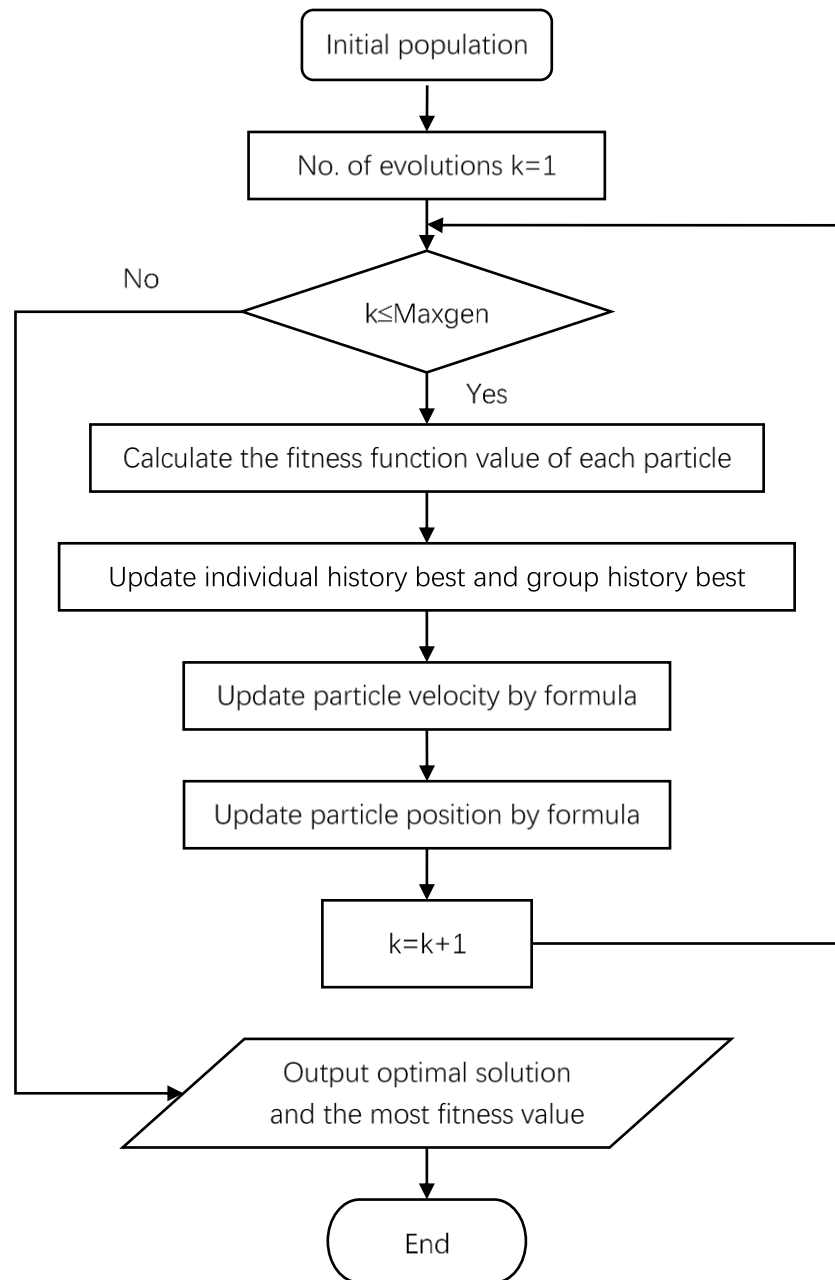 Initial population
No. of evolutions k=1
No
k≤Maxgen
Yes
Calculate the fitness function value of each particle
Update individual history best and group history best
Update particle velocity by formula
Update particle position by formula
k=k+1
Output optimal solution
and the most fitness value
End